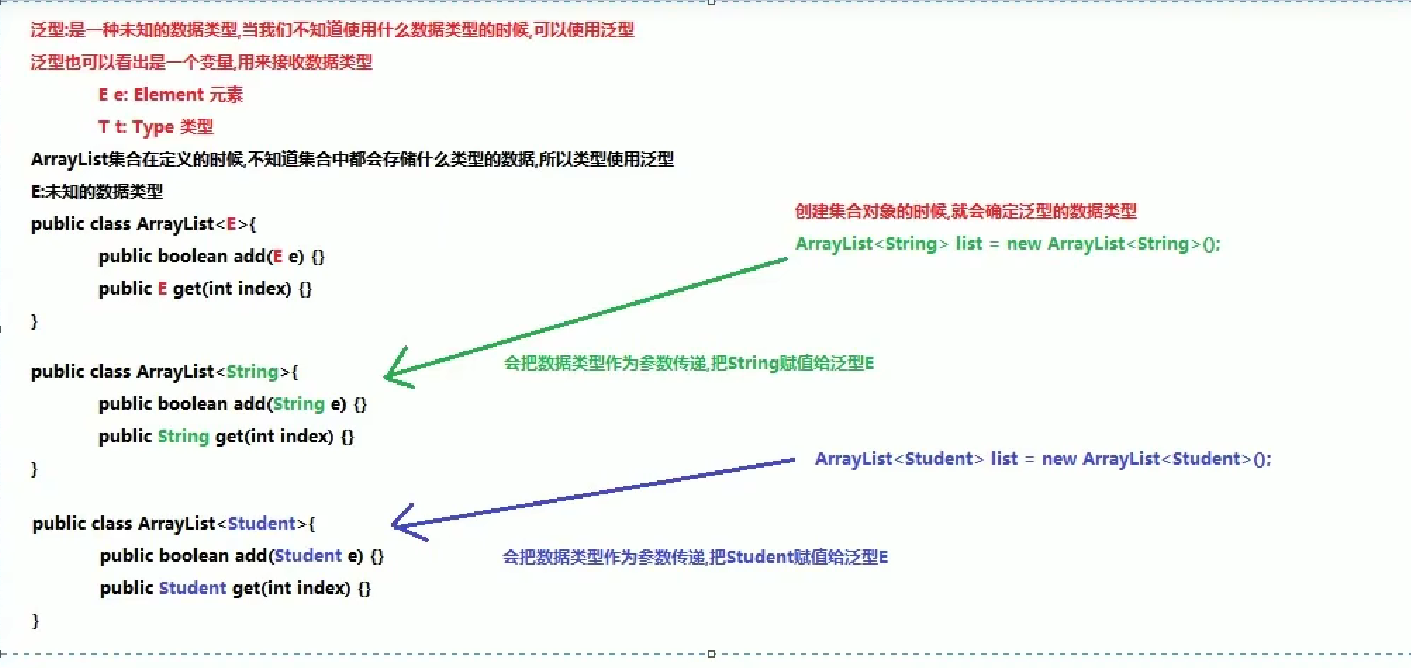 泛型:是一种未知的数据类型,当我们不知道使用什么数据类型的时候,可以使用泛型
泛型也可以看出是一个变量,用来接收数据类型
E e: Element 元素
T t: Type 类型
ArrayList集合在定义的时候,不知道集合中都会存储什么类型的数据,所以类型使用泛型
E:未知的数据类型
public class ArrayList<E>{
public boolean add(E e) {}
public E get(int index) {}
}
创建集合对象的时候,就会确定泛型的数据类型
ArrayList<String> list = new ArrayList<String>();
会把数据类型作为参数传递,把String赋值给泛型E
public class ArrayList<String>{
public boolean add(String e) {}
public String get(int index) {}
}
ArrayList<Student> list = new ArrayList<Student>();
会把数据类型作为参数传递,把Student赋值给泛型E
public class ArrayList<Student>{
public boolean add(Student e) {}
public Student get(int index) {}
}